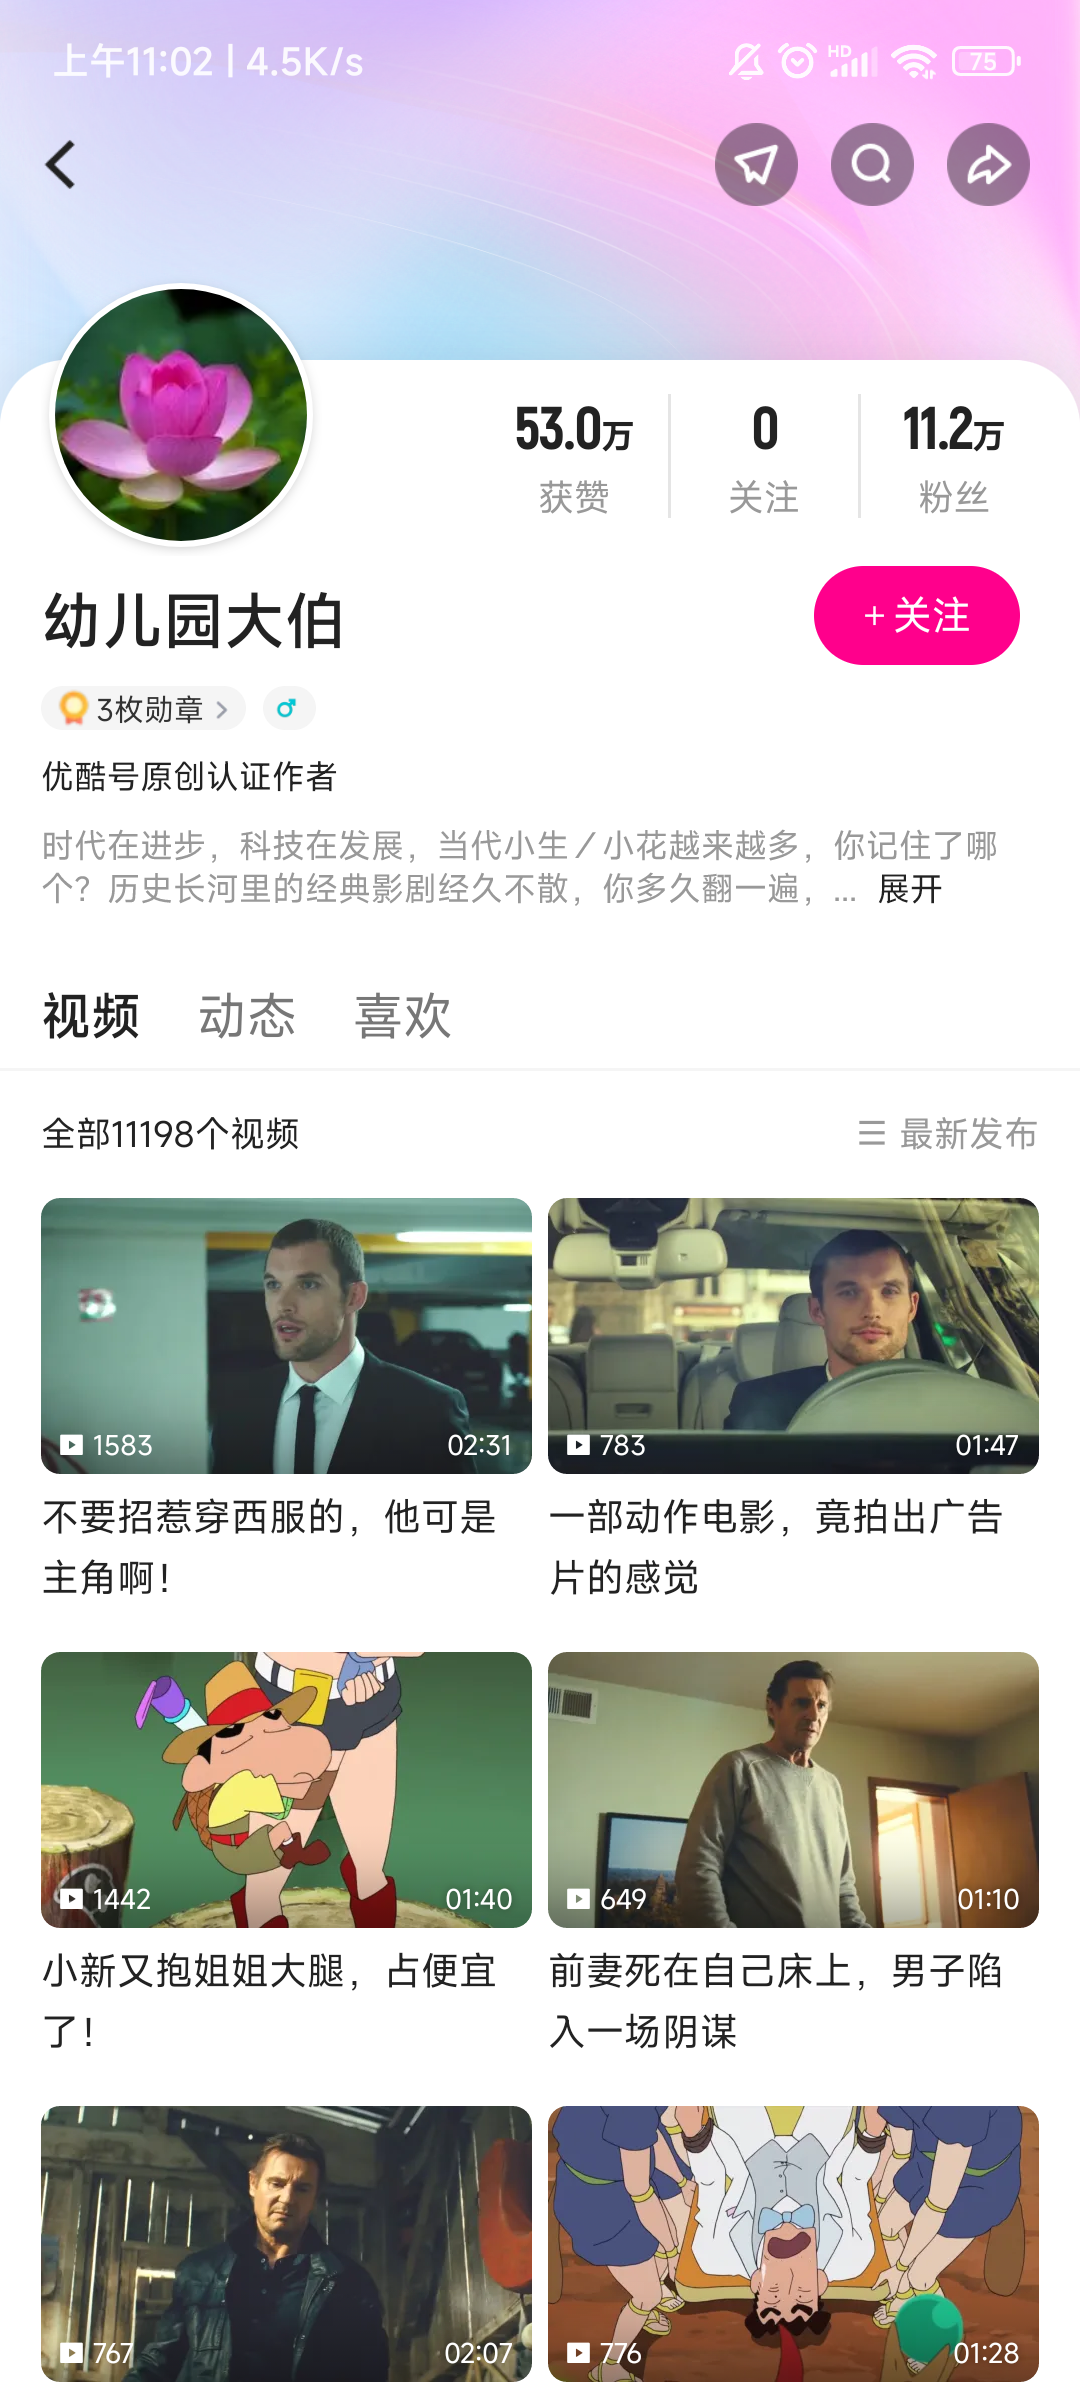 上午11:02 | 4.5K/s
HD
75
53.0万
0
11.2万
获赞
关注
粉丝
幼儿园大伯
+关注
3枚勋章 >
优酷号原创认证作者
时代在进步，科技在发展，当代小生／小花越来越多，你记住了哪
个？历史长河里的经典影剧经久不散，你多久翻一遍，... 展开
视频
动态
喜欢
全部11198个视频
最新发布
1583
02:31
783
01:47
不要招惹穿西服的，他可是
主角啊！
一部动作电影，竟拍出广告
片的感觉
1442
01:40
649
01:10
小新又抱姐姐大腿，占便宜
了！
前妻死在自己床上，男子陷
入一场阴谋
767
02:07
776
01:28